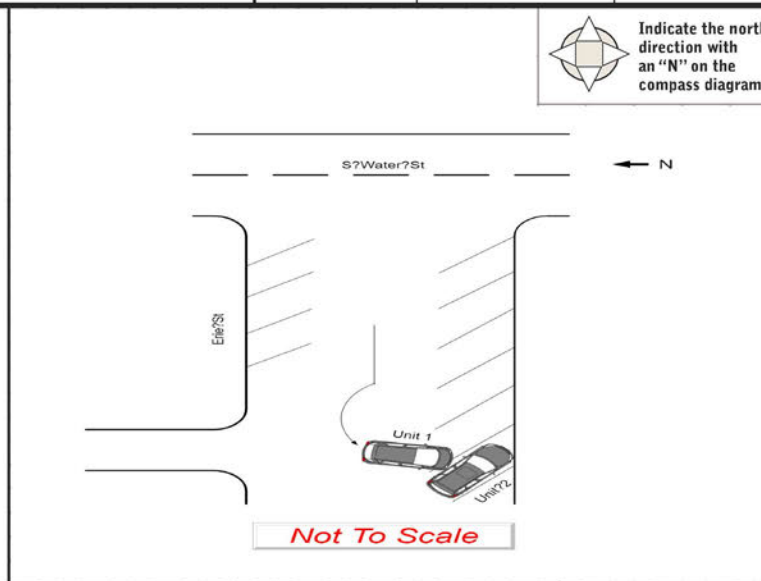 Indicate the north
direction with
an “N” on the
compass diagram
S?Water?St
N
Erie?St
Unit 1
Unit?2
Not To Scale